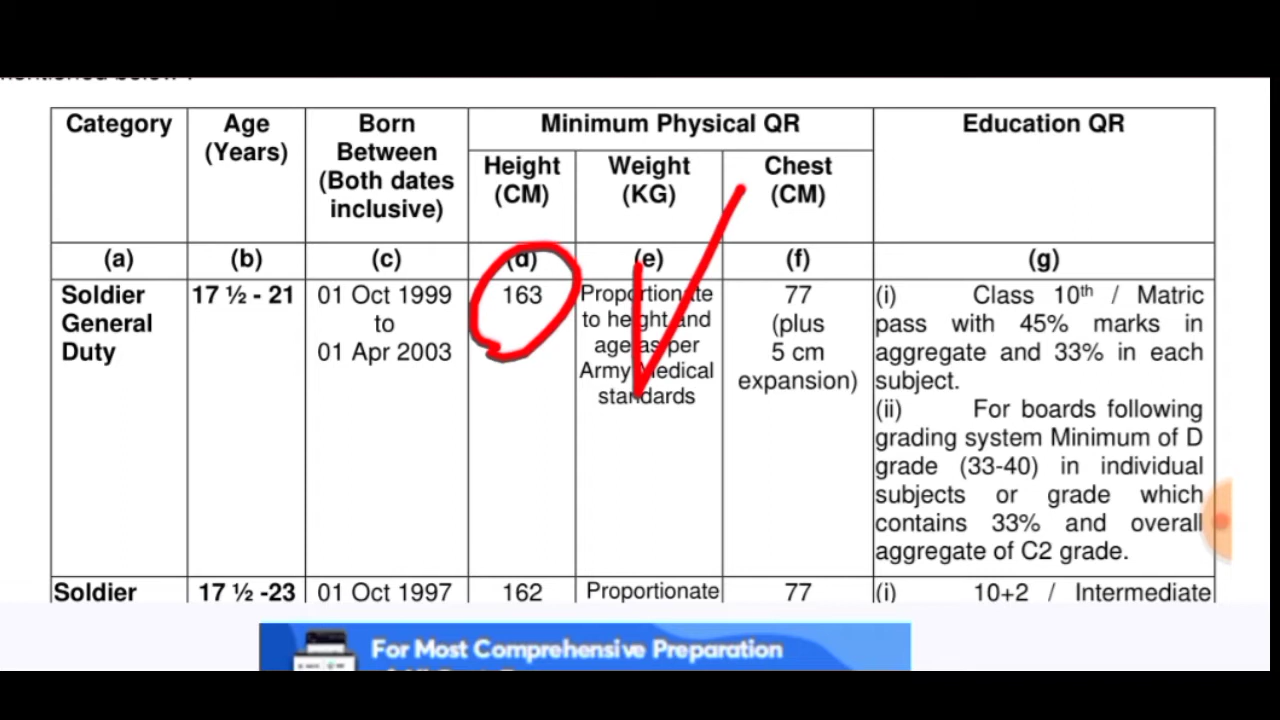 mentioned below :
Category
Age
(Years)
Born
Between
(Both dates
inclusive)
Minimum Physical QR
Education QR
Height
(CM)
Weight
(KG)
Chest
(CM)
(a)
(b)
(c)
(d)
(e)
(f)
(g)
Soldier
General
Duty
17 ½ - 21
01 Oct 1999
to
01 Apr 2003
163
Proportionate
to height and
age as per
Army Medical
standards
77
(plus
5 cm
expansion)
(i) Class 10th / Matric
pass with 45% marks in
aggregate and 33% in each
subject.
(ii) For boards following
grading system Minimum of D
grade (33-40) in individual
subjects or grade which
contains 33% and overall
aggregate of C2 grade.
Soldier
17 ½ -23
01 Oct 1997
162
Proportionate
77
(i) 10+2 / Intermediate
For Most Comprehensive Preparation